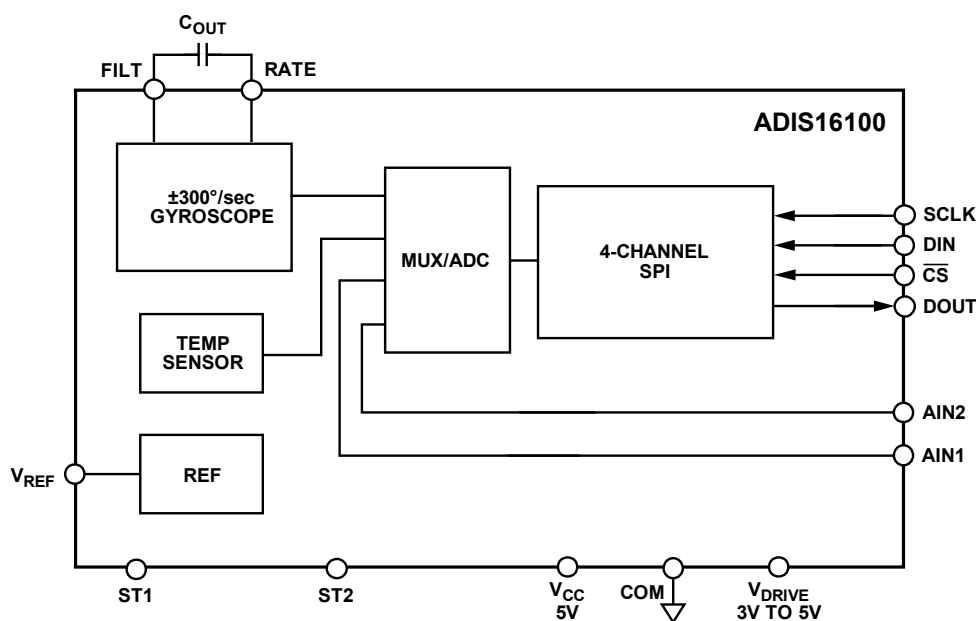 COUT
FILT
RATE
ADIS16100
±300°/sec
GYROSCOPE
MUX/ADC
4-CHANNEL
SPI
SCLK
DIN
CS
DOUT
TEMP
SENSOR
AIN2
AIN1
VREF
REF
ST1
ST2
VCC
5V
COM
VDRIVE
3V TO 5V